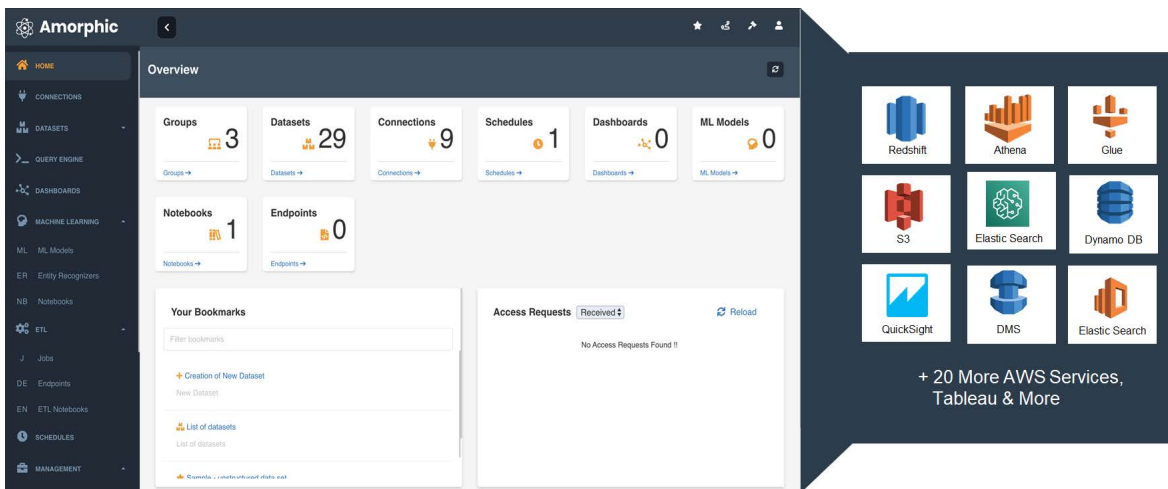 Amorphic
HOME
CONNECTIONS
DATASETS
QUERY ENGINE
DASHBOARDS
MACHINE LEARNING
ML ML Models
ER Entity Recognizers
NB Notebooks
ETL
J Jobs
DE Endpoints
EN ETL Notebooks
SCHEDULES
MANAGEMENT
Overview
Groups
3
Groups
Datasets
29
Datasets
Connections
9
Connections
Schedules
1
Schedules
Dashboards
0
Dashboards
ML Models
0
ML Models
Notebooks
1
Notebooks
Endpoints
0
Endpoints
Your Bookmarks
Filter bookmarks
+ Creation of New Dataset
New Dataset
List of datasets
List of datasets
Sample - unstructured data set
Access Requests Received Reload
No Access Requests Found !!
Redshift
Athena
Glue
S3
Elastic Search
Dynamo DB
QuickSight
DMS
Elastic Search
+ 20 More AWS Services,
Tableau & More